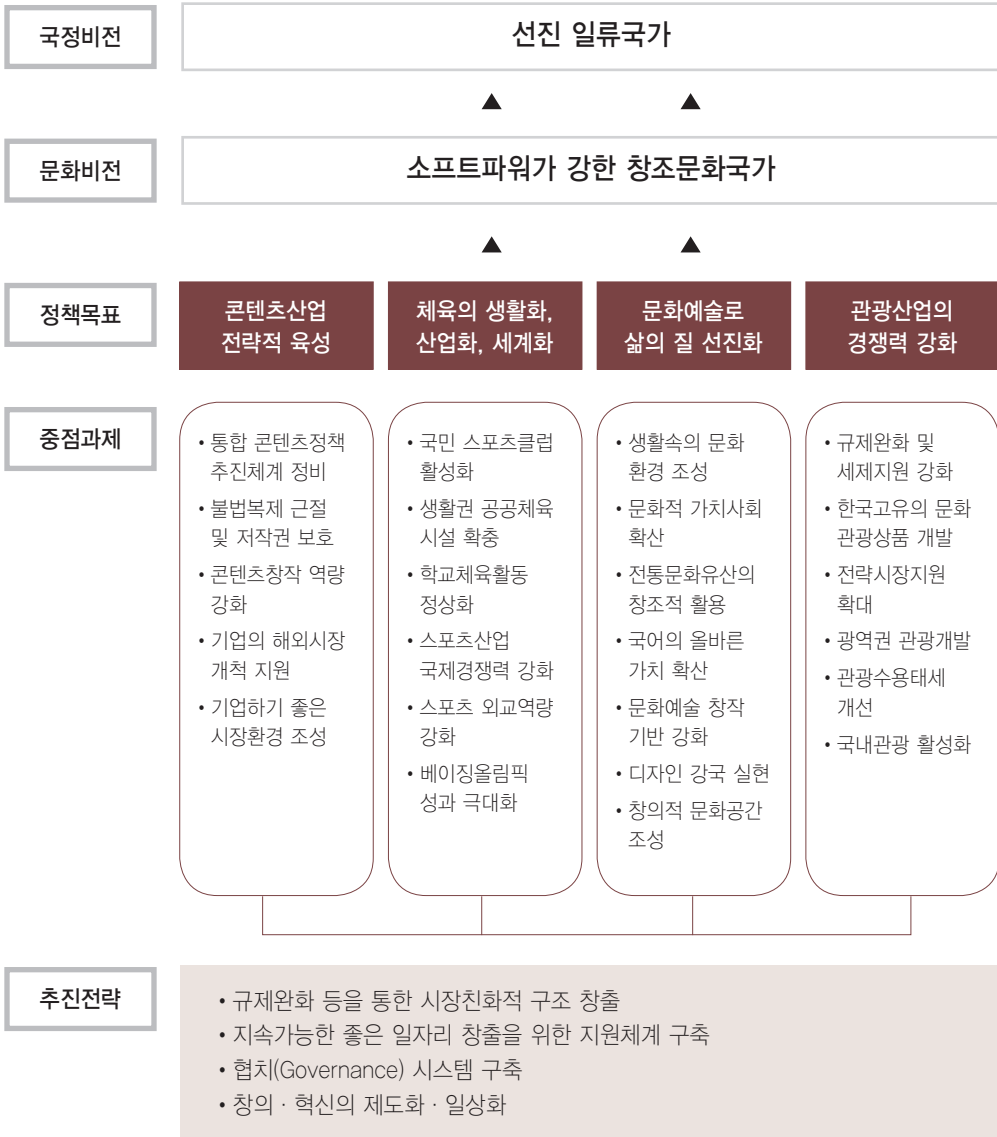 국정비전
선진 일류국가
▲ ▲
문화비전
소프트파워가 강한 창조문화국가
▲ ▲
정책목표
콘텐츠산업
전략적 육성
체육의 생활화,
산업화, 세계화
문화예술로
삶의 질 선진화
관광산업의
경쟁력 강화
중점과제
• 통합 콘텐츠정책
추진체계 정비
• 불법복제 근절
및 저작권 보호
• 콘텐츠창작 역량
강화
• 기업의 해외시장
개척 지원
• 기업하기 좋은
시장환경 조성
• 국민 스포츠클럽
활성화
• 생활권 공공체육
시설 확충
• 학교체육활동
정상화
• 스포츠산업
국제경쟁력 강화
• 스포츠 외교역량
강화
• 베이징올림픽
성과 극대화
• 생활속의 문화
환경 조성
• 문화적 가치사회
확산
• 전통문화유산의
창조적 활용
• 국어의 올바른
가치 확산
• 문화예술 창작
기반 강화
• 디자인 강국 실현
• 창의적 문화공간
조성
• 규제완화 및
세제지원 강화
• 한국고유의 문화
관광상품 개발
• 전략시장지원
확대
• 광역권 관광개발
• 관광수용태세
개선
• 국내관광 활성화
추진전략
• 규제완화 등을 통한 시장친화적 구조 창출
• 지속가능한 좋은 일자리 창출을 위한 지원체계 구축
• 협치(Governance) 시스템 구축
• 창의 · 혁신의 제도화 · 일상화